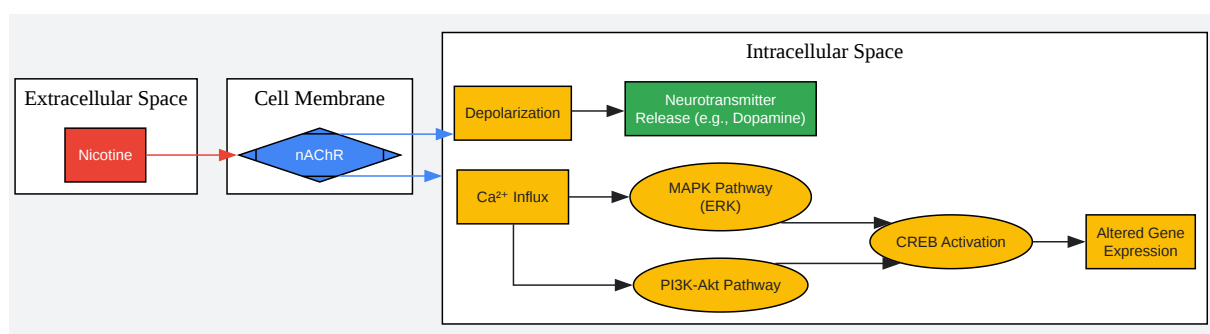 Extracellular Space
Nicotine
Cell Membrane
nAChR
Intracellular Space
Depolarization
Neurotransmitter
Release (e.g., Dopamine)
Ca²⁺ Influx
MAPK Pathway
(ERK)
PI3K-Akt Pathway
CREB Activation
Altered Gene
Expression